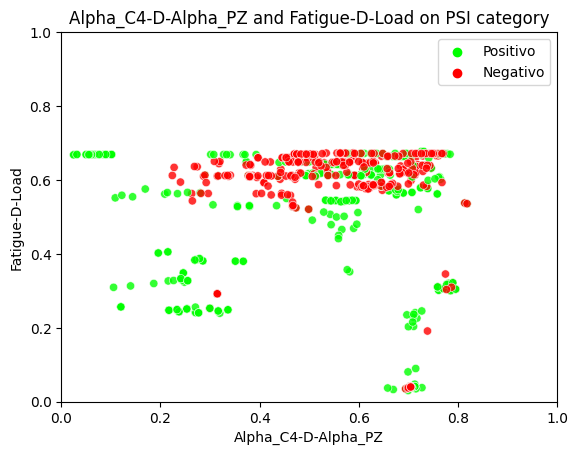 Alpha_C4-D-Alpha_PZ and Fatigue-D-Load on PSI category
1.0
0.8
0.6
0.4
0.2
0.0
Fatigue-D-Load
Positivo
Negativo
0.0 0.2 0.4 0.6 0.8 1.0
Alpha_C4-D-Alpha_PZ